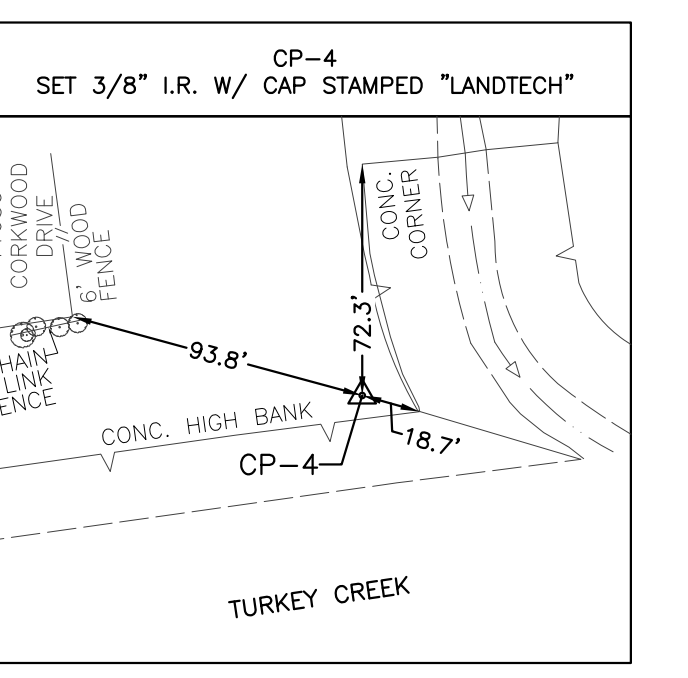 CP-4
SET 3/8" I.R. W/ CAP STAMPED "LANDTECH"
CORKWOOD
DRIVE
6' WOOD
FENCE
CONC.
CORNER
72.3'
93.8'
LINK
CONC. HIGH BANK
18.7'
CP-4
TURKEY CREEK